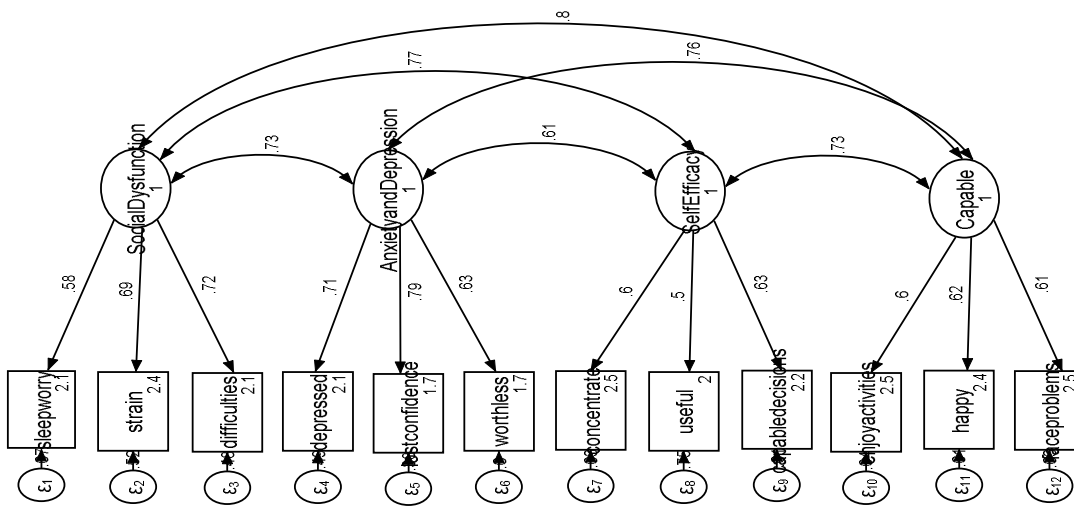 .8
.77
.76
.73
.61
.73
SocialDysfunction
1
AnxietyandDepression
1
SelfEfficacy
1
Capable
1
.58
.69
.72
.71
.79
.63
.6
.5
.63
.6
.62
.61
sleepworry
2.1
strain
2.4
difficulties
2.1
depressed
2.1
lostconfidence
1.7
worthless
1.7
concentrate
2.5
useful
2
capabledecisions
2.2
enjoyactivities
2.5
happy
2.4
faceproblems
2.5
ε1
ε2
ε3
ε4
ε5
ε6
ε7
ε8
ε9
ε10
ε11
ε12